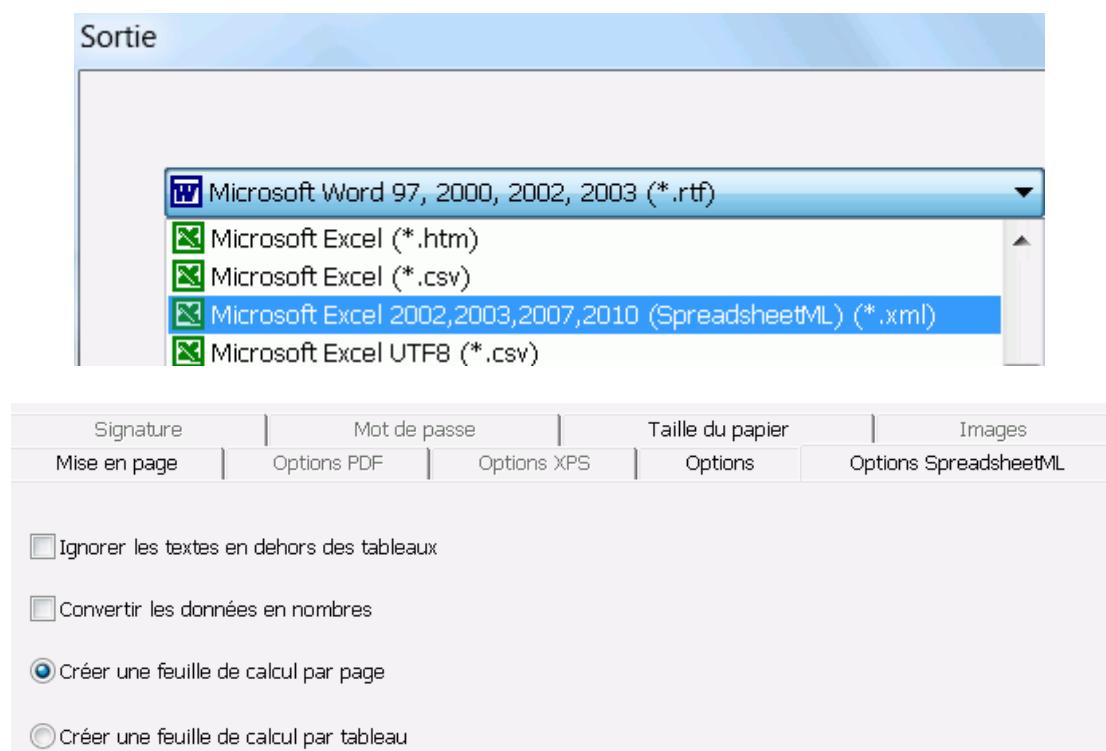 Sortie
Microsoft Word 97, 2000, 2002, 2003 (*.rtf)
Microsoft Excel (*.htm)
Microsoft Excel (*.csv)
Microsoft Excel 2002,2003,2007,2010 (SpreadsheetML) (*.xml)
Microsoft Excel UTF8 (*.csv)
Signature Mot de passe Taille du papier Images
Mise en page Options PDF Options XPS Options Options SpreadsheetML
Ignorer les textes en dehors des tableaux
Convertir les données en nombres
Créer une feuille de calcul par page
Créer une feuille de calcul par tableau